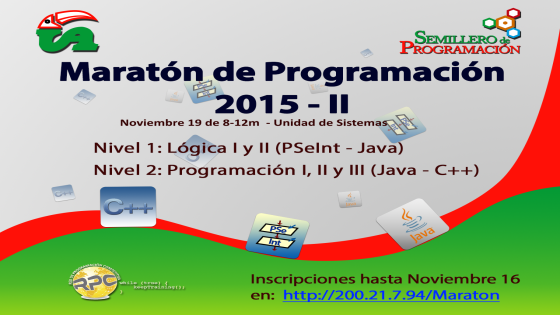 SEMILLERO de
PROGRAMACIÓN
Maratón de Programación
2015 - II
Noviembre 19 de 8-12m - Unidad de Sistemas
Nivel 1: Lógica I y II (PSeInt - Java)
Nivel 2: Programación I, II y III (Java - C++)
C++
PSe
Int
Java
RPC
Inscripciones hasta Noviembre 16
en: http://200.21.7.94/Maraton